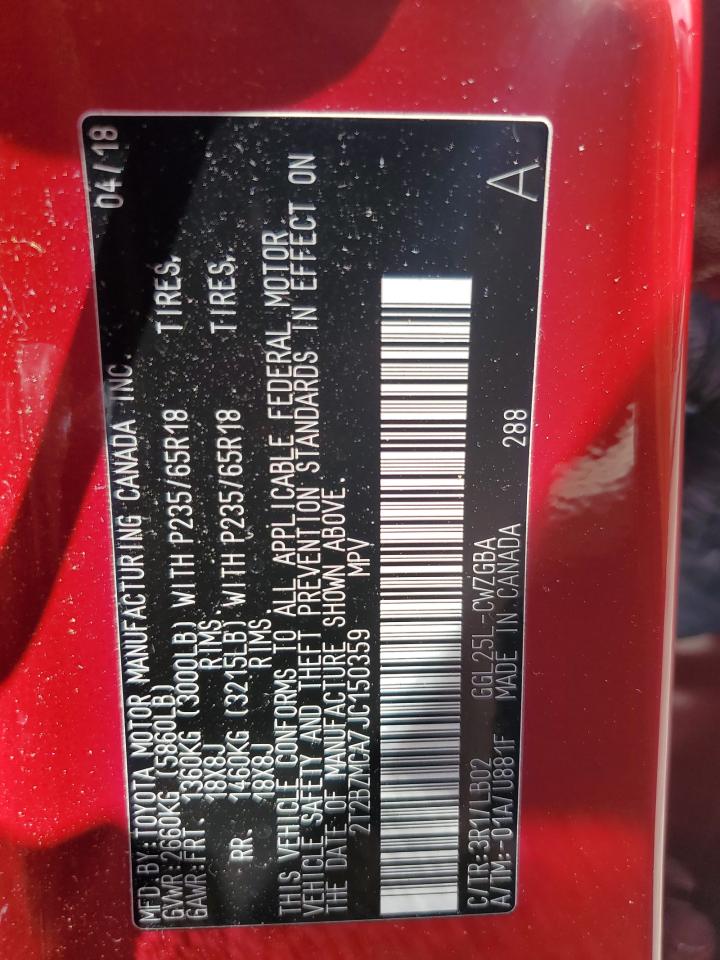 MFD BY:TOYOTA MOTOR MANUFACTURING CANADA INC. 04/18
GVWR:2660KG (5860LB)
GAWR:FRT. 1360KG (3000LB) WITH P235/65R18 TIRES,
18X8J RIMS.
RR. 1460KG (3215LB) WITH P235/65R18 TIRES,
18X8J RIMS.
THIS VEHICLE CONFORMS TO ALL APPLICABLE FEDERAL MOTOR
VEHICLE SAFETY AND THEFT PREVENTION STANDARDS IN EFFECT ON
THE DATE OF MANUFACTURE SHOWN ABOVE.
2T2BZMCA7JC150359 MPV
C/TR:3R1/LB02 GGL25L-CWZGBA
A/TM:-01A/U881F MADE IN CANADA 288 A